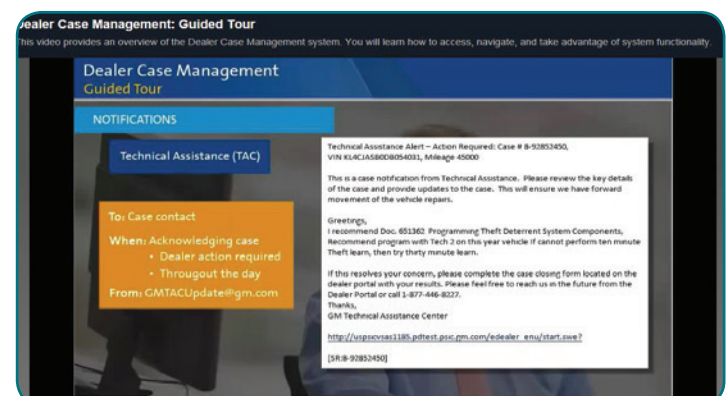 Dealer Case Management: Guided Tour
This video provides an overview of the Dealer Case Management system. You will learn how to access, navigate, and take advantage of system functionality.
Dealer Case Management
Guided Tour
NOTIFICATIONS
Technical Assistance (TAC)
To: Case contact
When: Acknowledging case
• Dealer action required
• Througout the day
From: GMTACUpdate@gm.com
Technical Assistance Alert – Action Required: Case # 8-92852450,
VIN KL4CJASB0DB054031, Mileage 45000
This is a case notification from Technical Assistance. Please review the key details
of the case and provide updates to the case. This will ensure we have forward
movement of the vehicle repairs.
Greetings,
I recommend Doc. 651362 Programming Theft Deterrent System Components,
Recommend program with Tech 2 on this year vehicle If cannot perform ten minute
Theft learn, then try thirty minute learn.
If this resolves your concern, please complete the case closing form located on the
dealer portal with your results. Please feel free to reach us in the future from the
Dealer Portal or call 1-877-446-8227.
Thanks,
GM Technical Assistance Center
http://uspsicvsas1185.pdtest.psic.gm.com/edealer_enu/start.swe?
[SR:8-92852450]